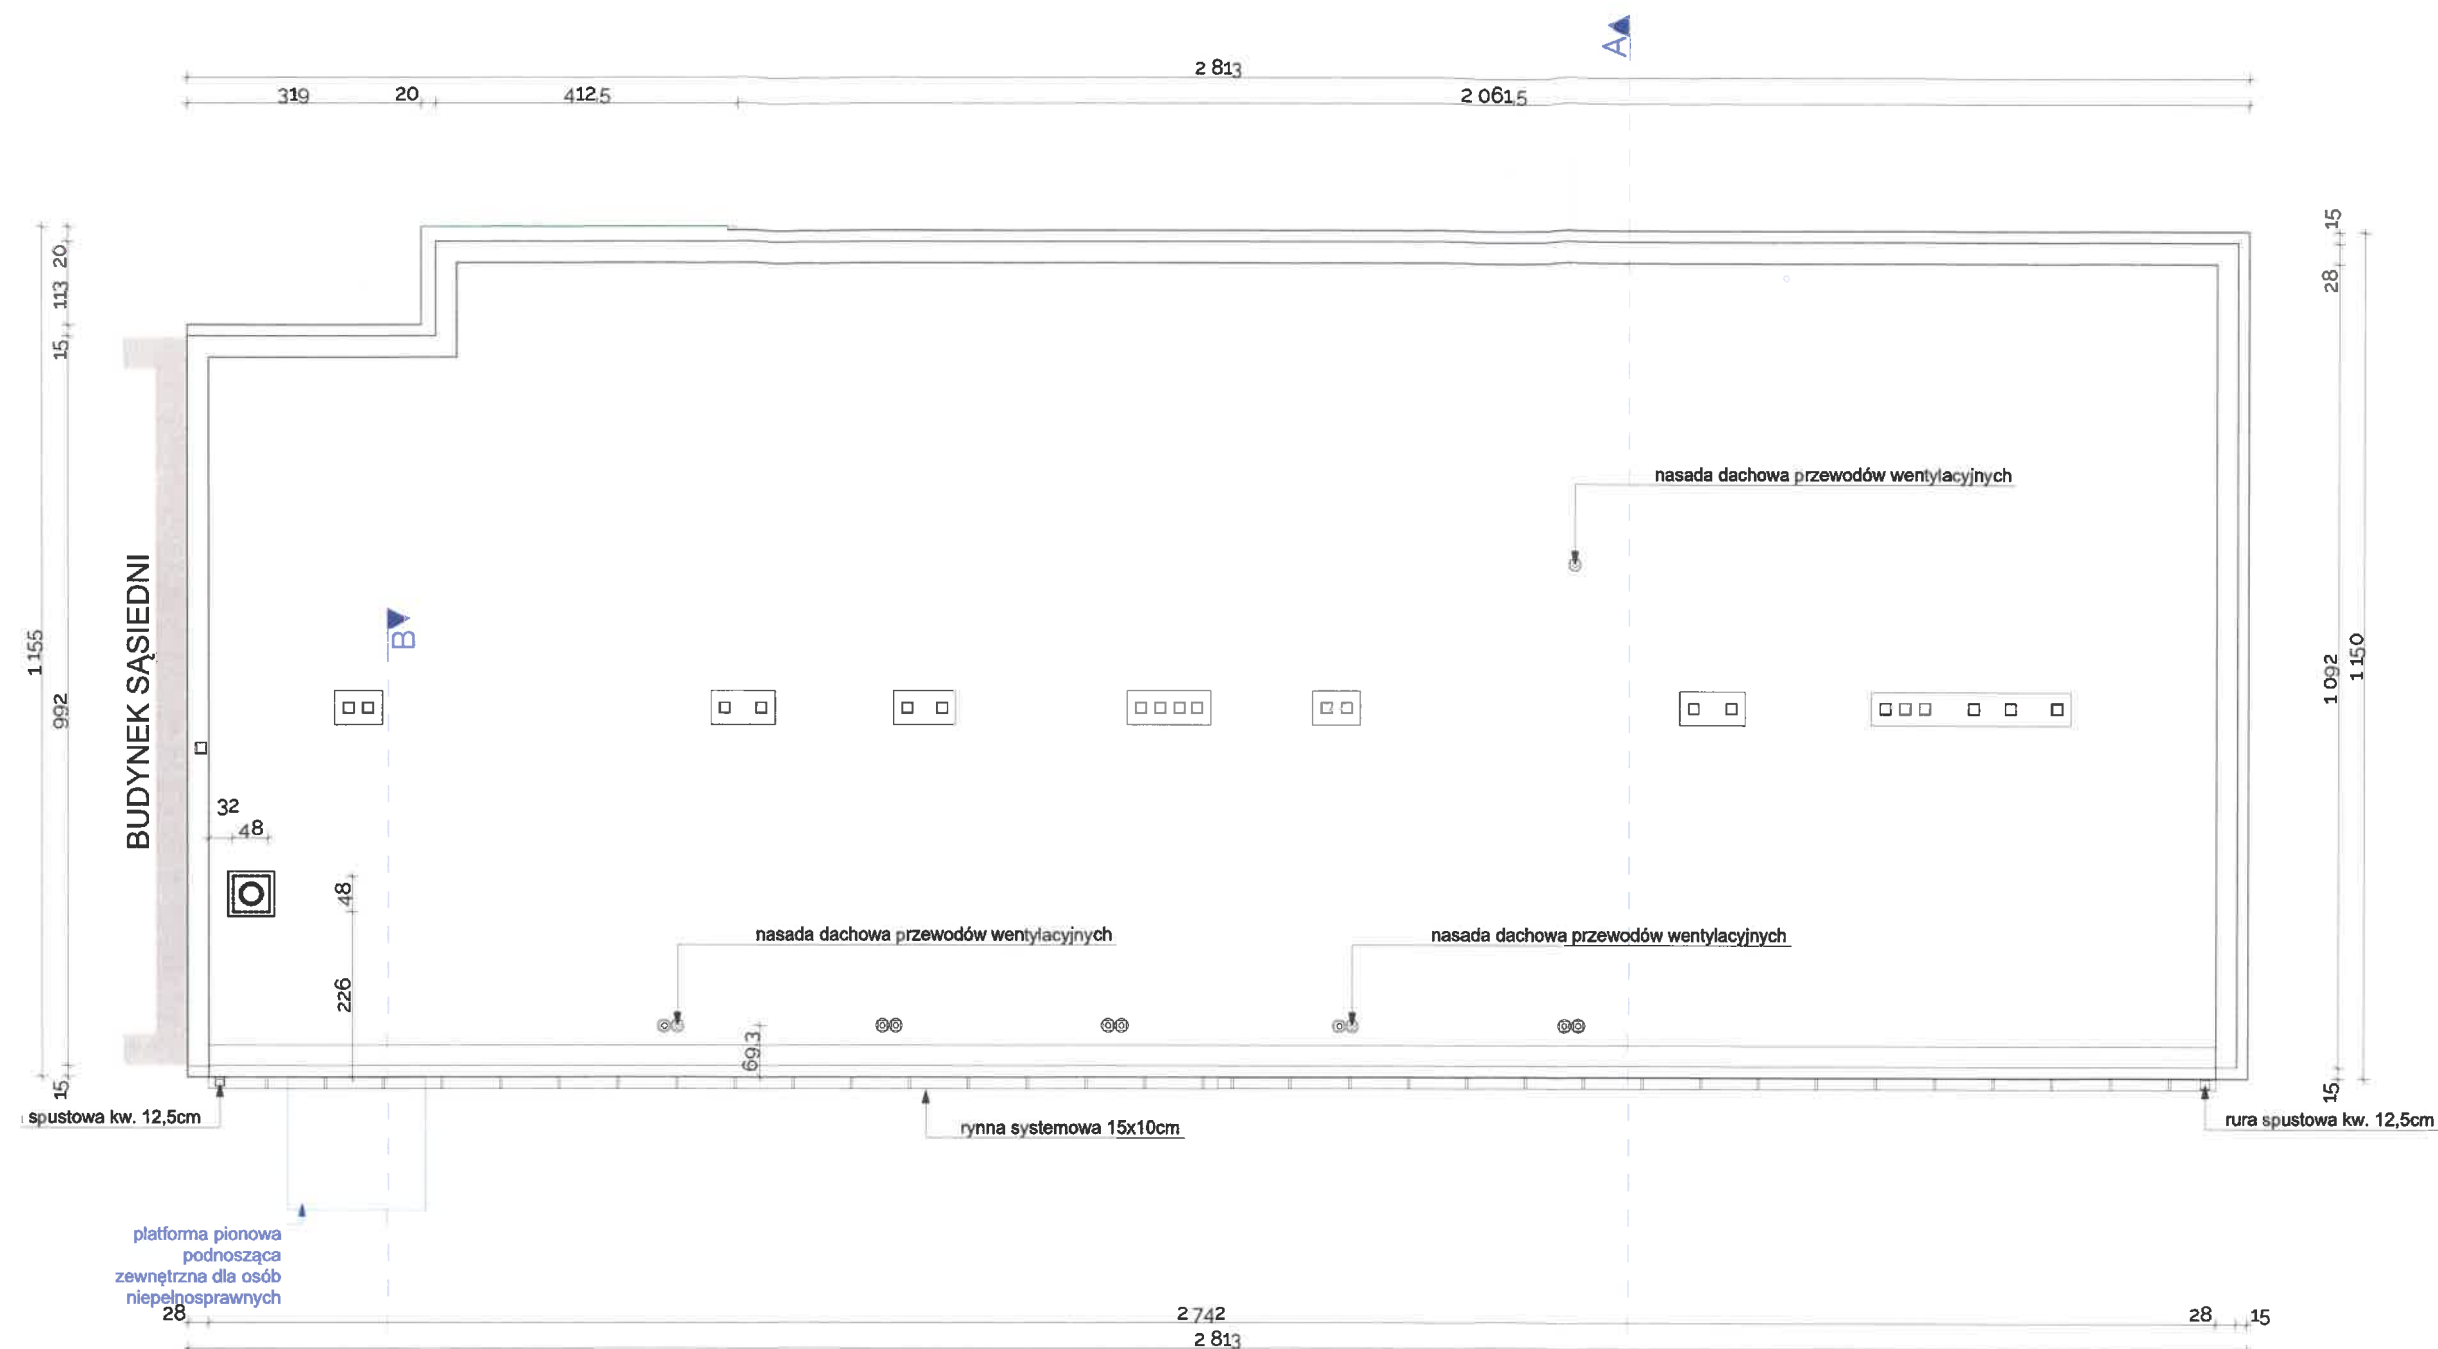 A
2 813
319
20
412,5
2 061,5
20
113
15
15
28
nasada dachowa przewodów wentylacyjnych
BUDYNEK SĄSIEDNI
B
1 155
992
1 092
1 150
32
48
48
226
nasada dachowa przewodów wentylacyjnych
nasada dachowa przewodów wentylacyjnych
69,3
15
15
spustowa kw. 12,5cm
rynna systemowa 15x10cm
rura spustowa kw. 12,5cm
platforma pionowa
podnosząca
zewnętrzna dla osób
niepełnosprawnych
28
2 742
28
15
2 813